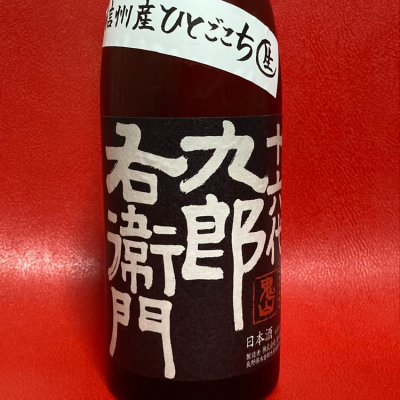 信州産ひとごこち 生
十六代
九郎
右衛門
日本酒